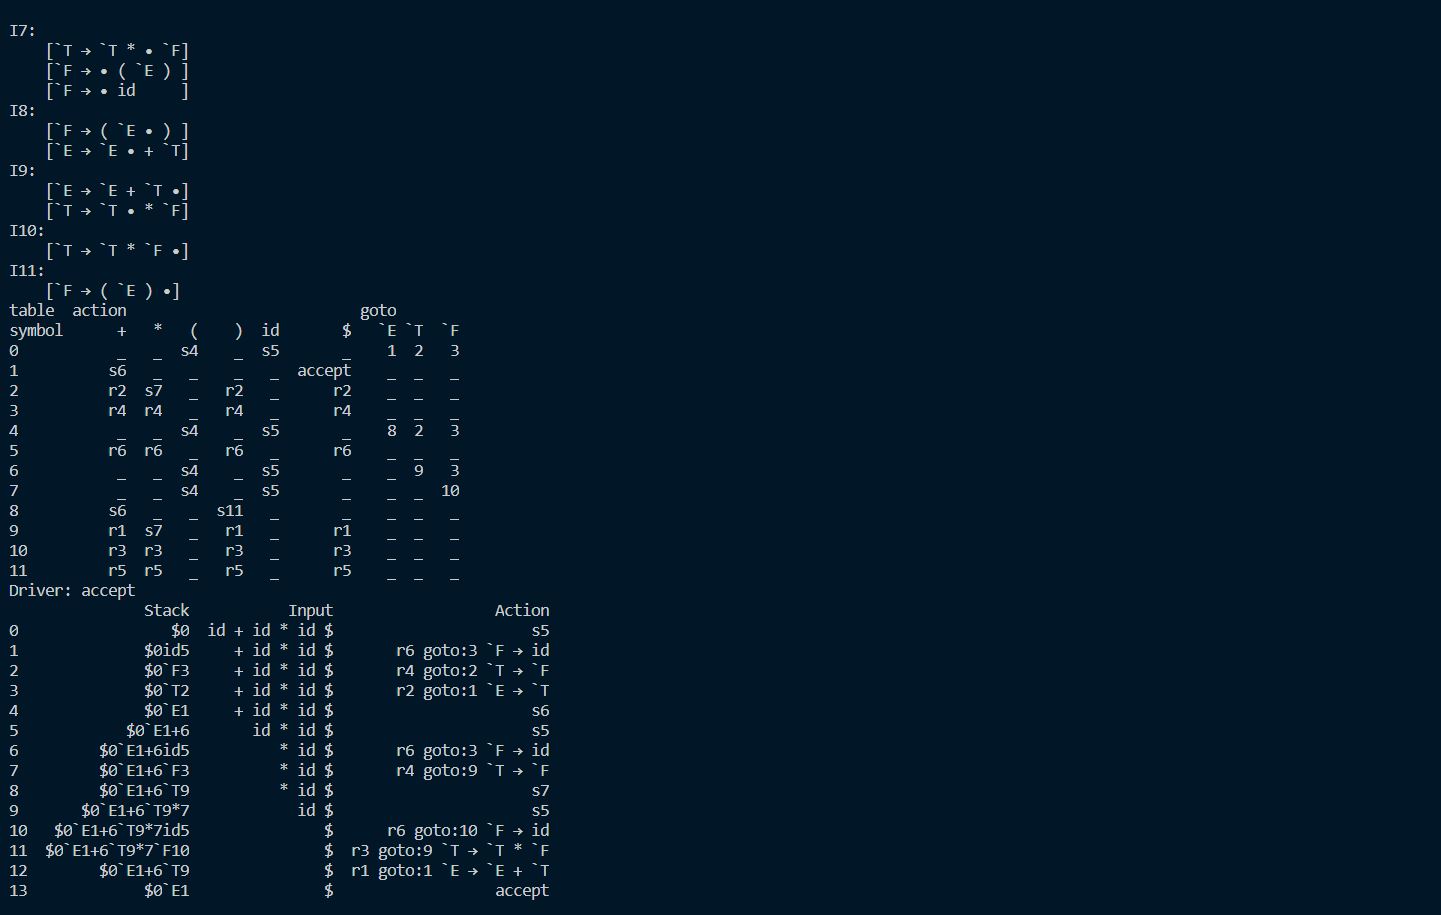 I7:
    [`T → `T * • `F]
    [`F → • ( `E ) ]
    [`F → • id     ]
I8:
    [`F → ( `E • ) ]
    [`E → `E • + `T]
I9:
    [`E → `E + `T •]
    [`T → `T • * `F]
I10:
    [`T → `T * `F •]
I11:
    [`F → ( `E ) •]
table  action                          goto
symbol      +   *   (    )  id       $   `E `T  `F
0           _   _  s4    _  s5       _    1  2   3
1          s6   _   _    _   _  accept    _  _   _
2          r2  s7   _   r2   _      r2    _  _   _
3          r4  r4   _   r4   _      r4    _  _   _
4           _   _  s4    _  s5       _    8  2   3
5          r6  r6   _   r6   _      r6    _  _   _
6           _   _  s4    _  s5       _    _  9   3
7           _   _  s4    _  s5       _    _  _  10
8          s6   _   _  s11   _       _    _  _   _
9          r1  s7   _   r1   _      r1    _  _   _
10         r3  r3   _   r3   _      r3    _  _   _
11         r5  r5   _   r5   _      r5    _  _   _
Driver: accept
               Stack           Input                  Action
0                 $0  id + id * id $                      s5
1              $0id5     + id * id $       r6 goto:3 `F → id
2              $0`F3     + id * id $       r4 goto:2 `T → `F
3              $0`T2     + id * id $       r2 goto:1 `E → `T
4              $0`E1     + id * id $                      s6
5            $0`E1+6       id * id $                      s5
6         $0`E1+6id5          * id $       r6 goto:3 `F → id
7         $0`E1+6`F3          * id $       r4 goto:9 `T → `F
8         $0`E1+6`T9          * id $                      s7
9       $0`E1+6`T9*7            id $                      s5
10   $0`E1+6`T9*7id5               $      r6 goto:10 `F → id
11  $0`E1+6`T9*7`F10               $  r3 goto:9 `T → `T * `F
12        $0`E1+6`T9               $  r1 goto:1 `E → `E + `T
13             $0`E1               $                  accept